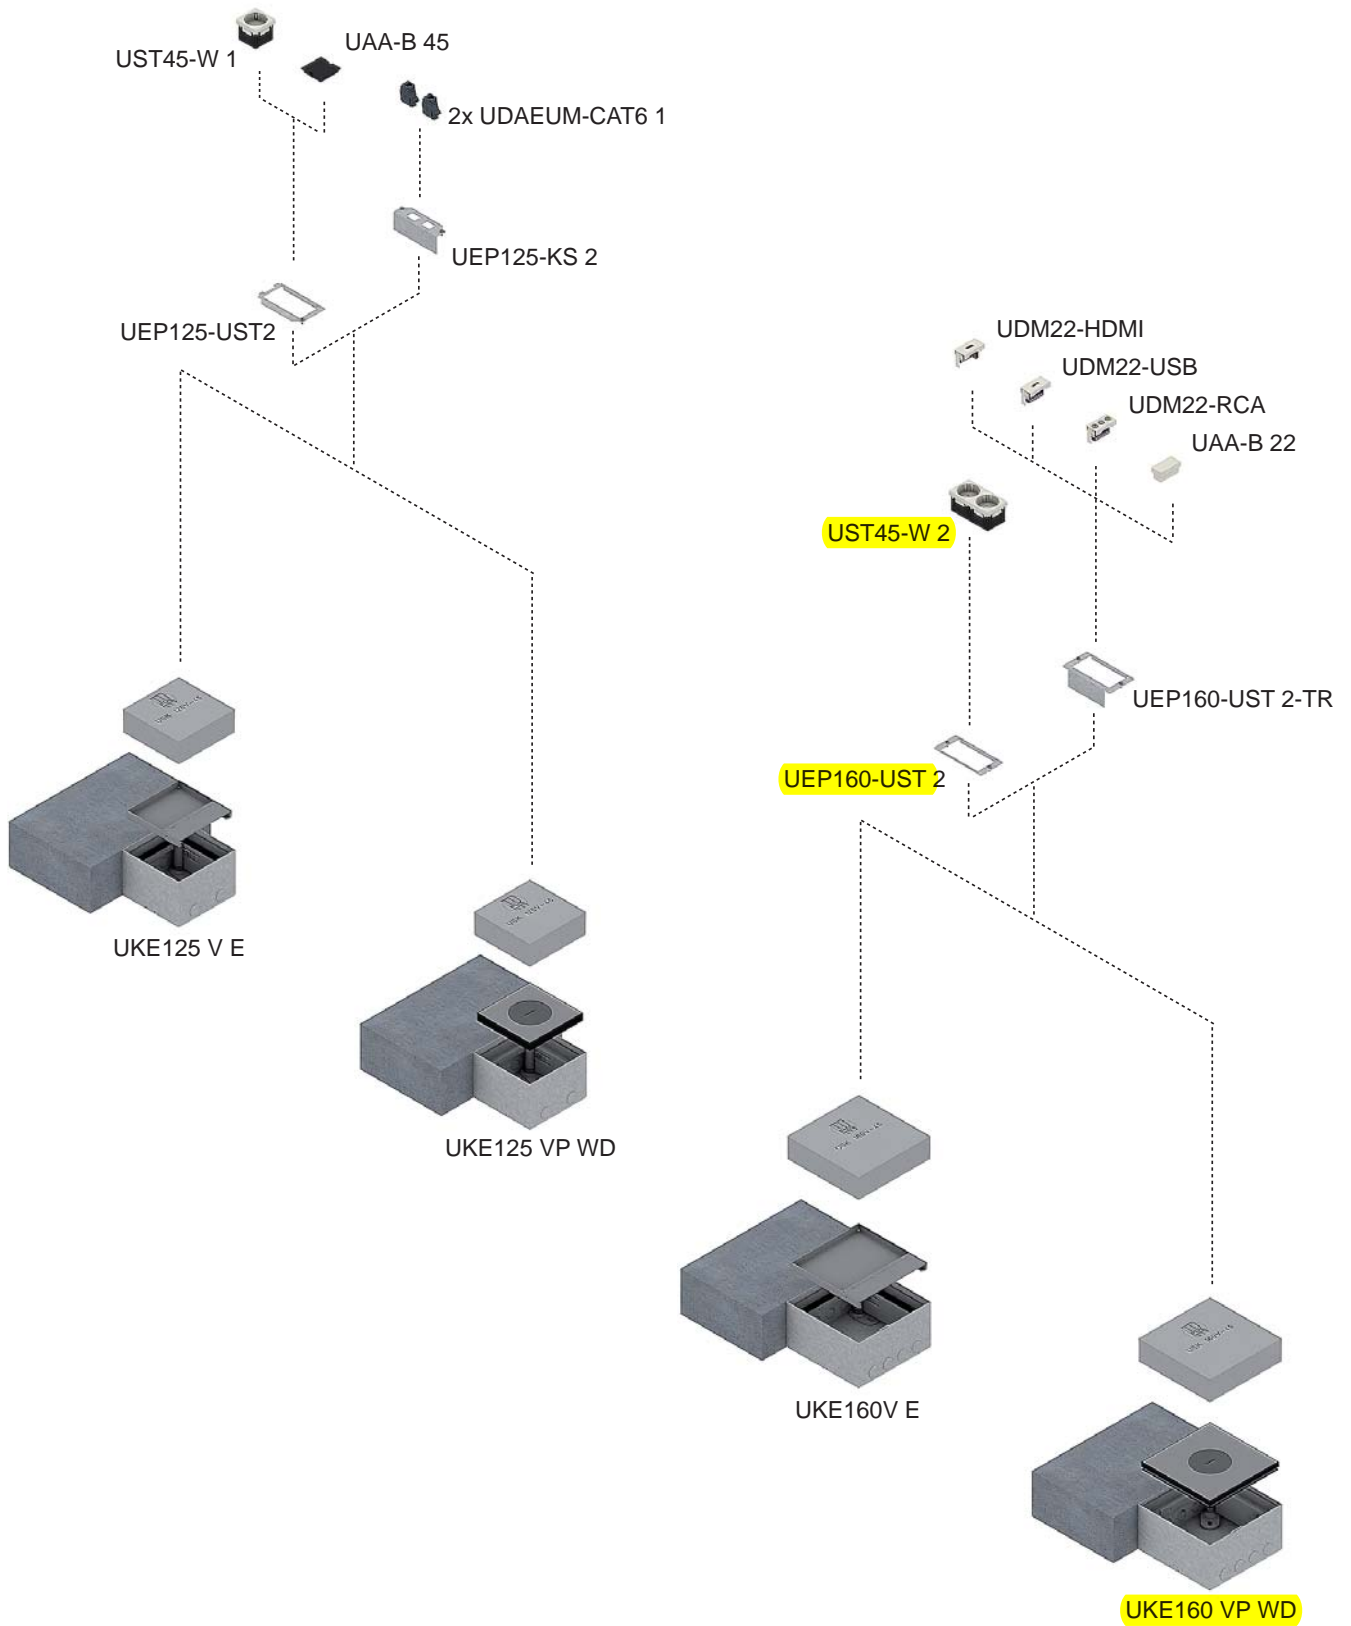 UST45-W 1
UAA-B 45
2x UDAEUM-CAT6 1
UEP125-KS 2
UEP125-UST2
UKE125 V E
UKE125 VP WD
UDM22-HDMI
UDM22-USB
UDM22-RCA
UAA-B 22
UST45-W 2
UEP160-UST 2-TR
UEP160-UST 2
UKE160V E
UKE160 VP WD